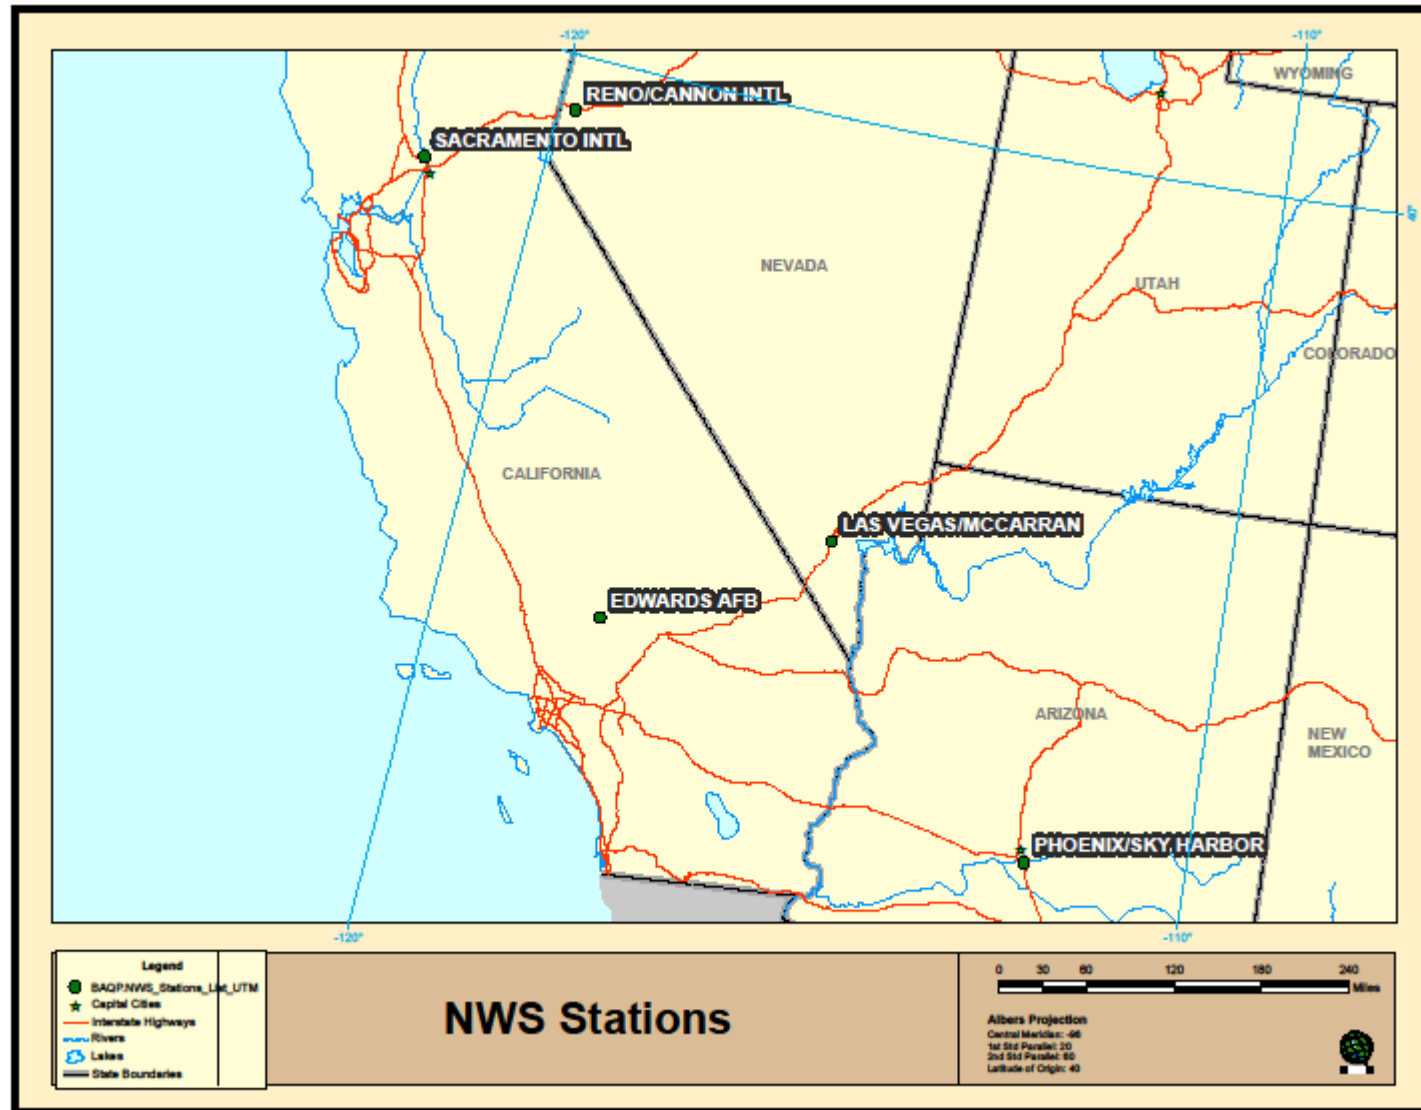 -120°
-110°
WYOMING
RENO/CANNON INTL
SACRAMENTO INTL
40°
NEVADA
UTAH
COLORADO
CALIFORNIA
LAS VEGAS/MCCARRAN
EDWARDS AFB
ARIZONA
NEW
MEXICO
PHOENIX/SKY HARBOR
-120°
-110°
Legend
BAQP.NWS_Stations_List_UTM
Capital Cities
Interstate Highways
Rivers
Lakes
State Boundaries
NWS Stations
0 30 60 120 180 240
Miles
Albers Projection
Central Meridian: -96
1st Std Parallel: 20
2nd Std Parallel: 60
Latitude of Origin: 40